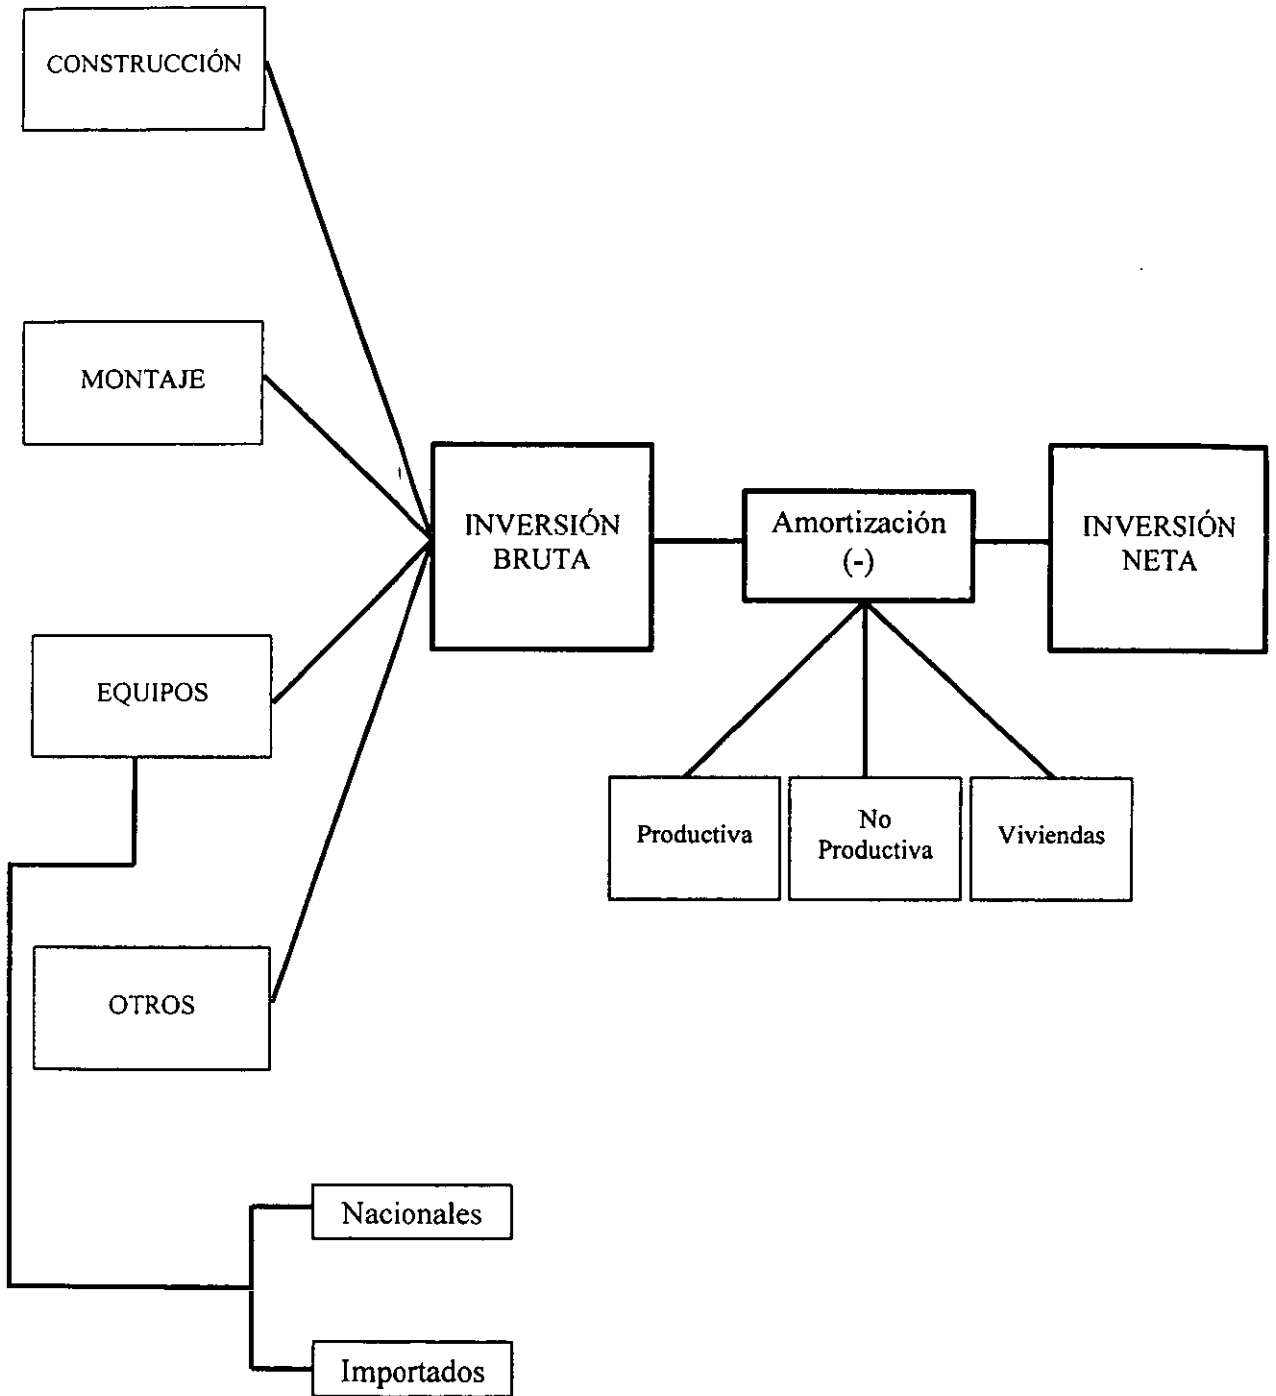 CONSTRUCCIÓN
MONTAJE
INVERSIÓN
BRUTA
Amortización
(-)
INVERSIÓN
NETA
EQUIPOS
Productiva
No
Productiva
Viviendas
OTROS
Nacionales
Importados